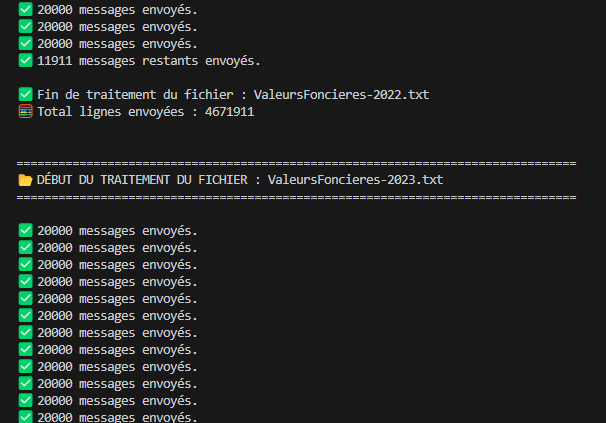 ✅ 20000 messages envoyés.
✅ 20000 messages envoyés.
✅ 20000 messages envoyés.
✅ 11911 messages restants envoyés.
✅ Fin de traitement du fichier : ValeursFoncieres-2022.txt
🧮 Total lignes envoyées : 4671911
================================================================================
📂 DÉBUT DU TRAITEMENT DU FICHIER : ValeursFoncieres-2023.txt
================================================================================
✅ 20000 messages envoyés.
✅ 20000 messages envoyés.
✅ 20000 messages envoyés.
✅ 20000 messages envoyés.
✅ 20000 messages envoyés.
✅ 20000 messages envoyés.
✅ 20000 messages envoyés.
✅ 20000 messages envoyés.
✅ 20000 messages envoyés.
✅ 20000 messages envoyés.
✅ 20000 messages envoyés.
✅ 20000 messages envoyés.